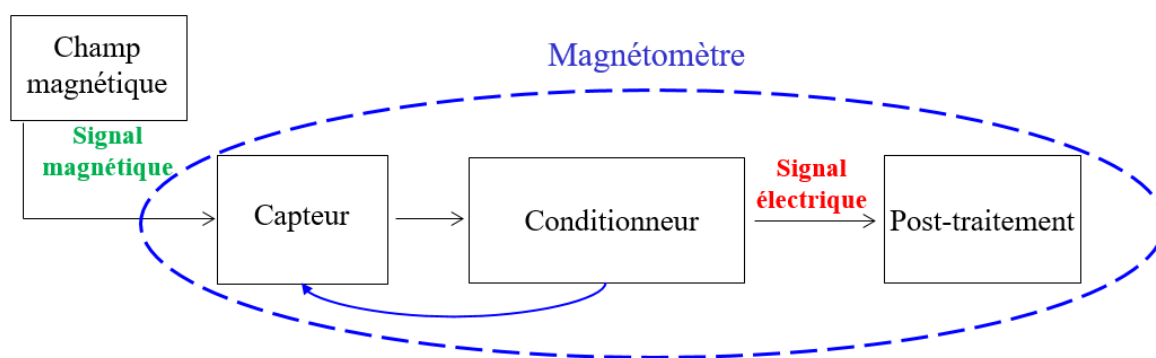 Champ
magnétique
Magnétomètre
Signal
magnétique
Capteur
Conditionneur
Signal
électrique
Post-traitement